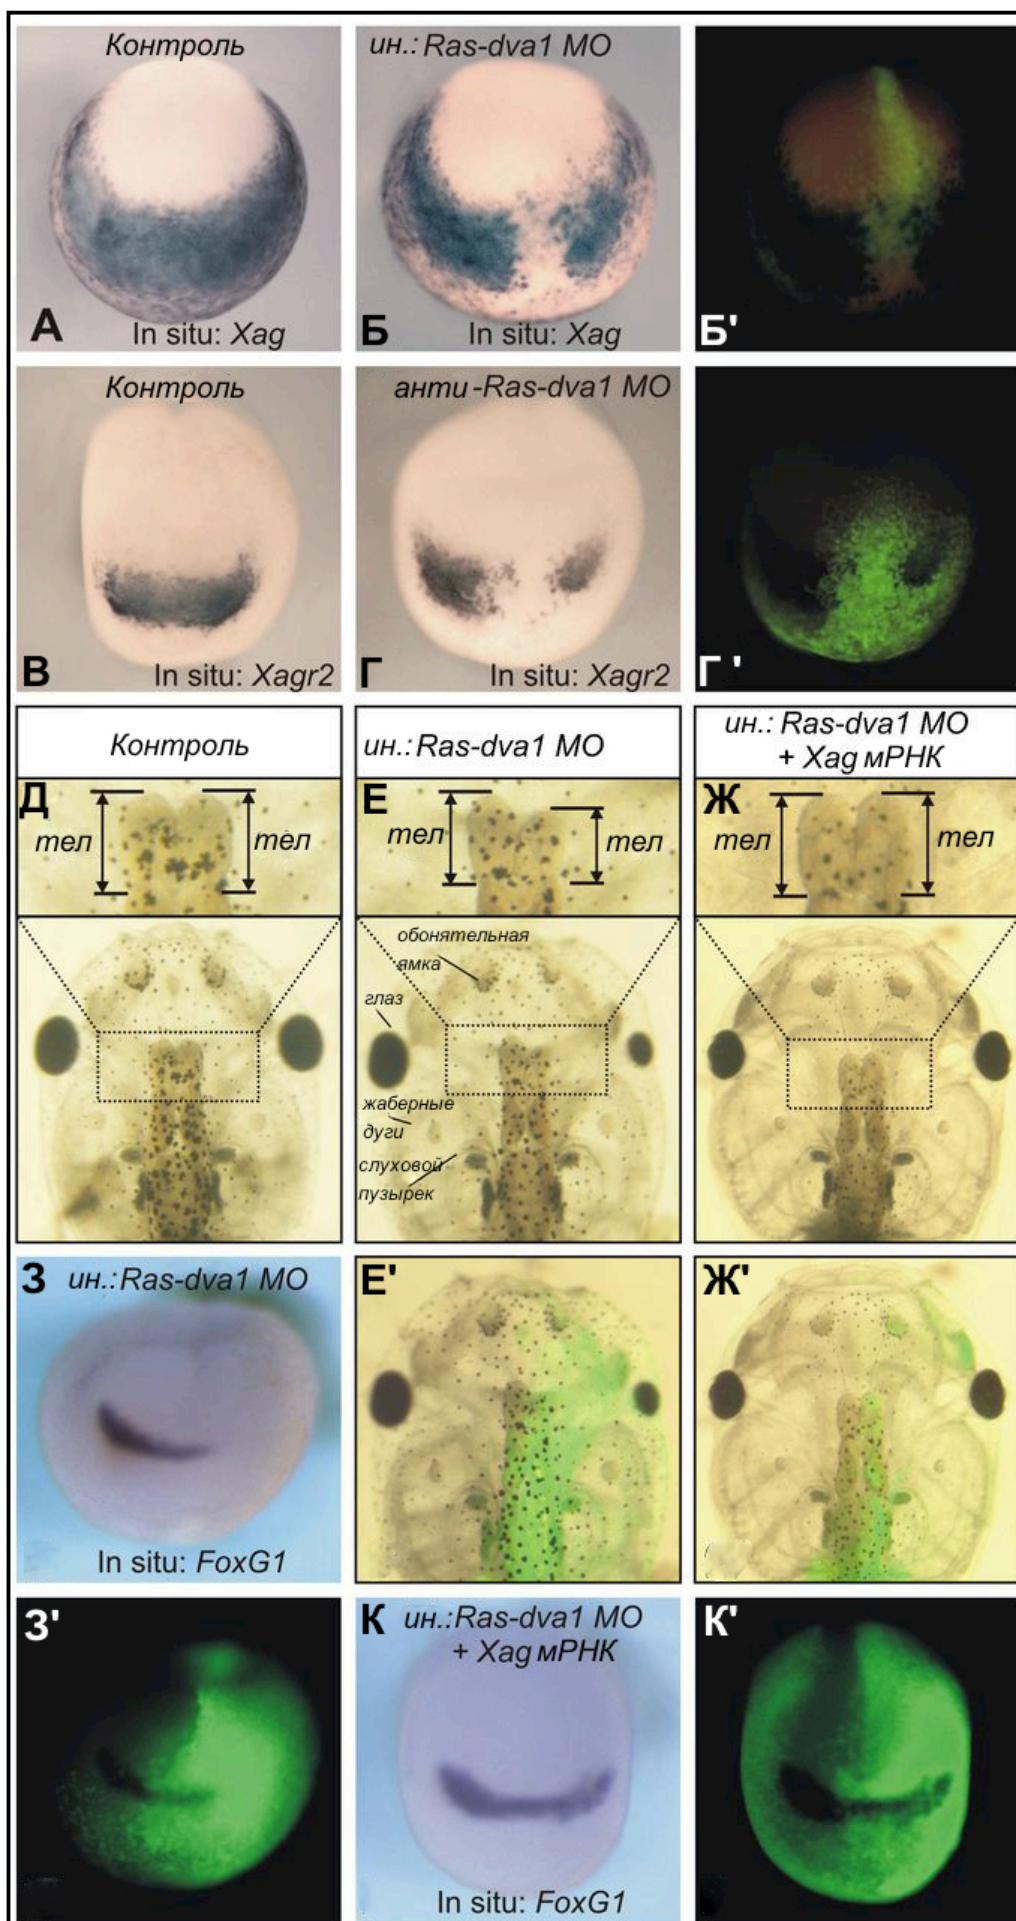 Контроль
ин.: Ras-dva1 MO
А
In situ: Xag
Б
In situ: Xag
Б'
Контроль
анти-Ras-dva1 MO
В
In situ: Xagr2
Г
In situ: Xagr2
Г'
Контроль
ин.: Ras-dva1 MO
ин.: Ras-dva1 MO
+ Xag мРНК
Д
тел
тел
Е
тел
тел
Ж
тел
тел
обонятельная
ямка
глаз
жаберные
дуги
слуховой
пузырек
З
ин.: Ras-dva1 MO
In situ: FoxG1
Е'
Ж'
З'
К
ин.: Ras-dva1 MO
+ Xag мРНК
In situ: FoxG1
К'